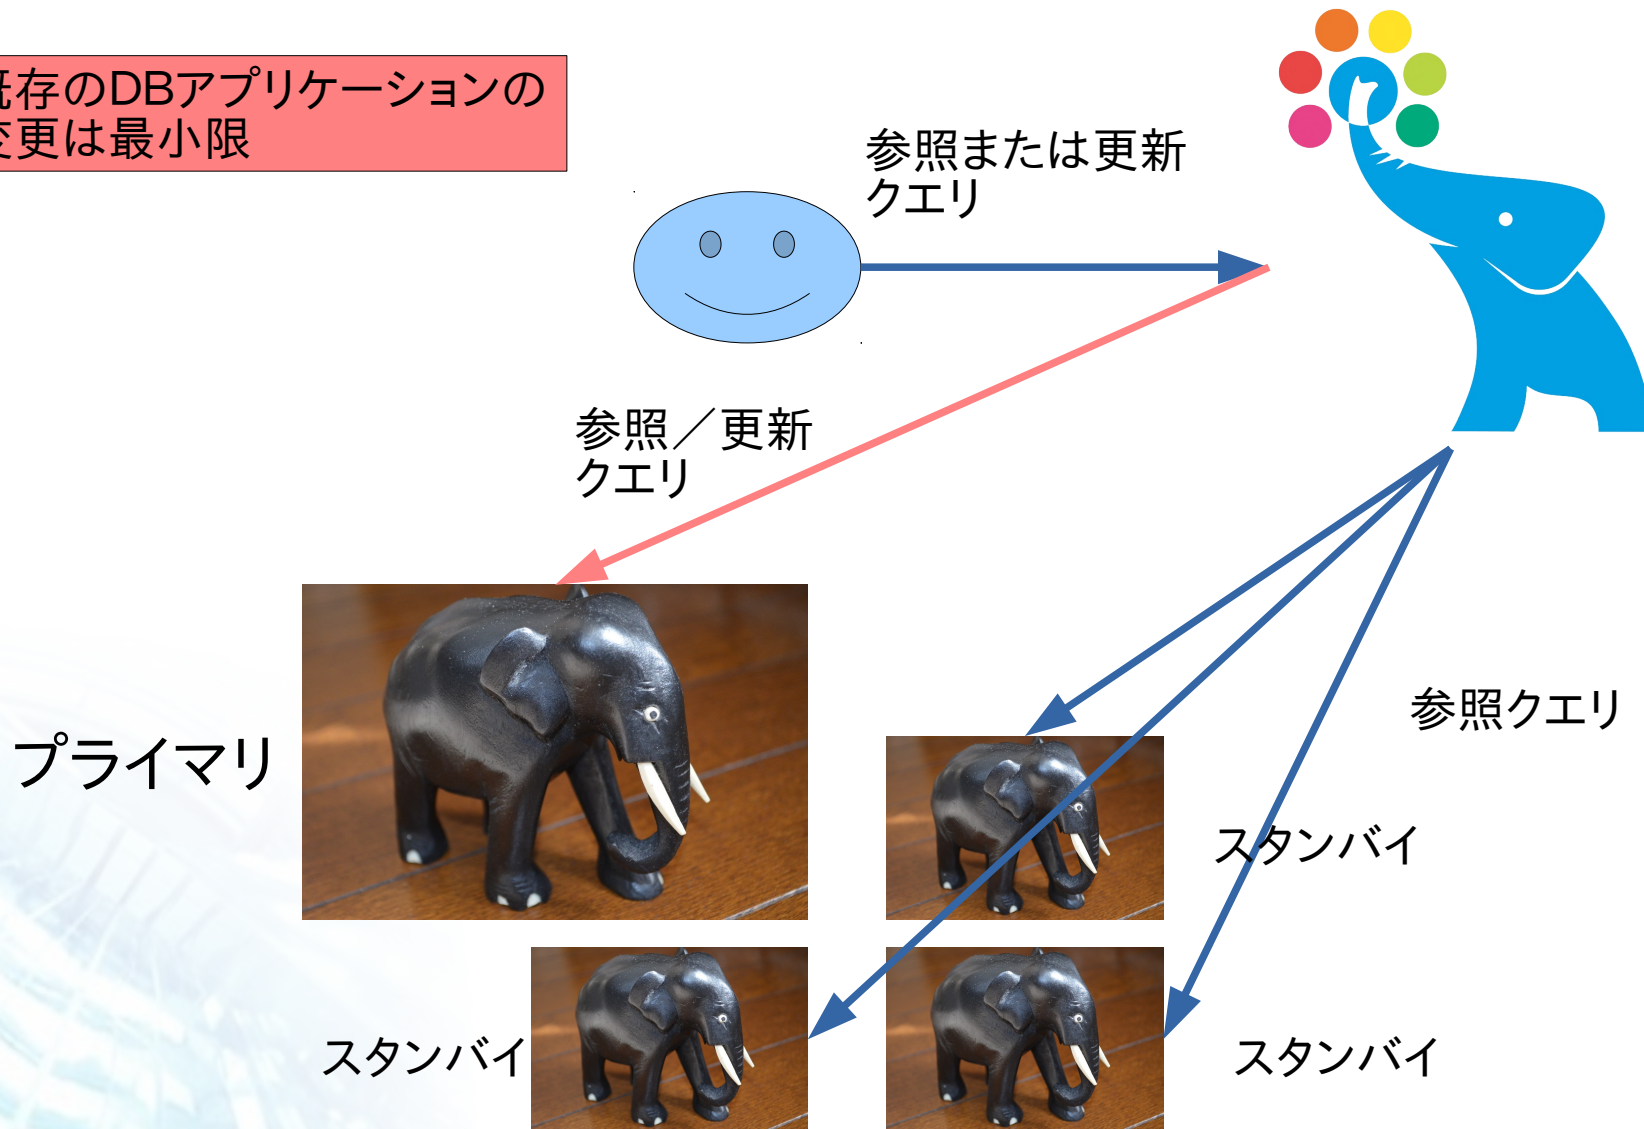 既存のDBアプリケーションの
変更は最小限
参照または更新
クエリ
参照／更新
クエリ
プライマリ
参照クエリ
スタンバイ
スタンバイ
スタンバイ